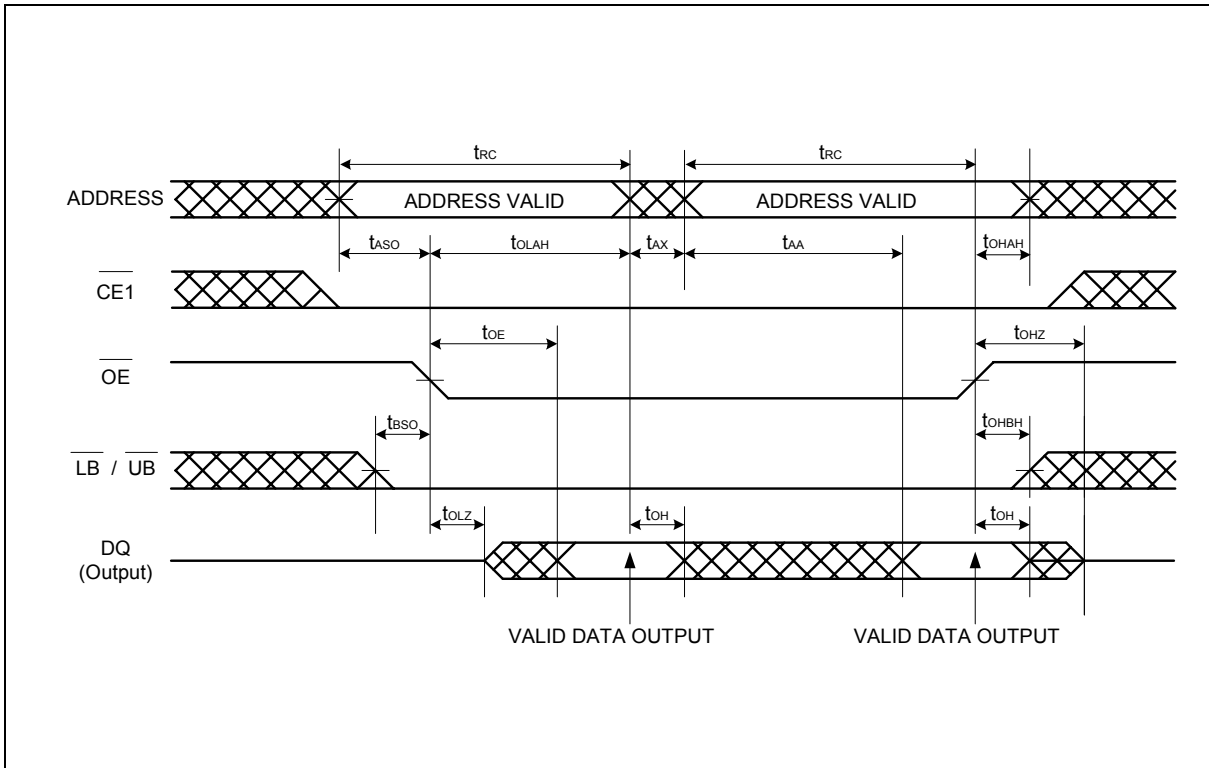 tRC tRC
ADDRESS ADDRESS VALID ADDRESS VALID
tASO tOLAH tAX tAA tOHAH
CE1
tOE tOHZ
OE
tBSO tOHBH
LB / UB
tOLZ tOH tOH
DQ
(Output)
VALID DATA OUTPUT VALID DATA OUTPUT